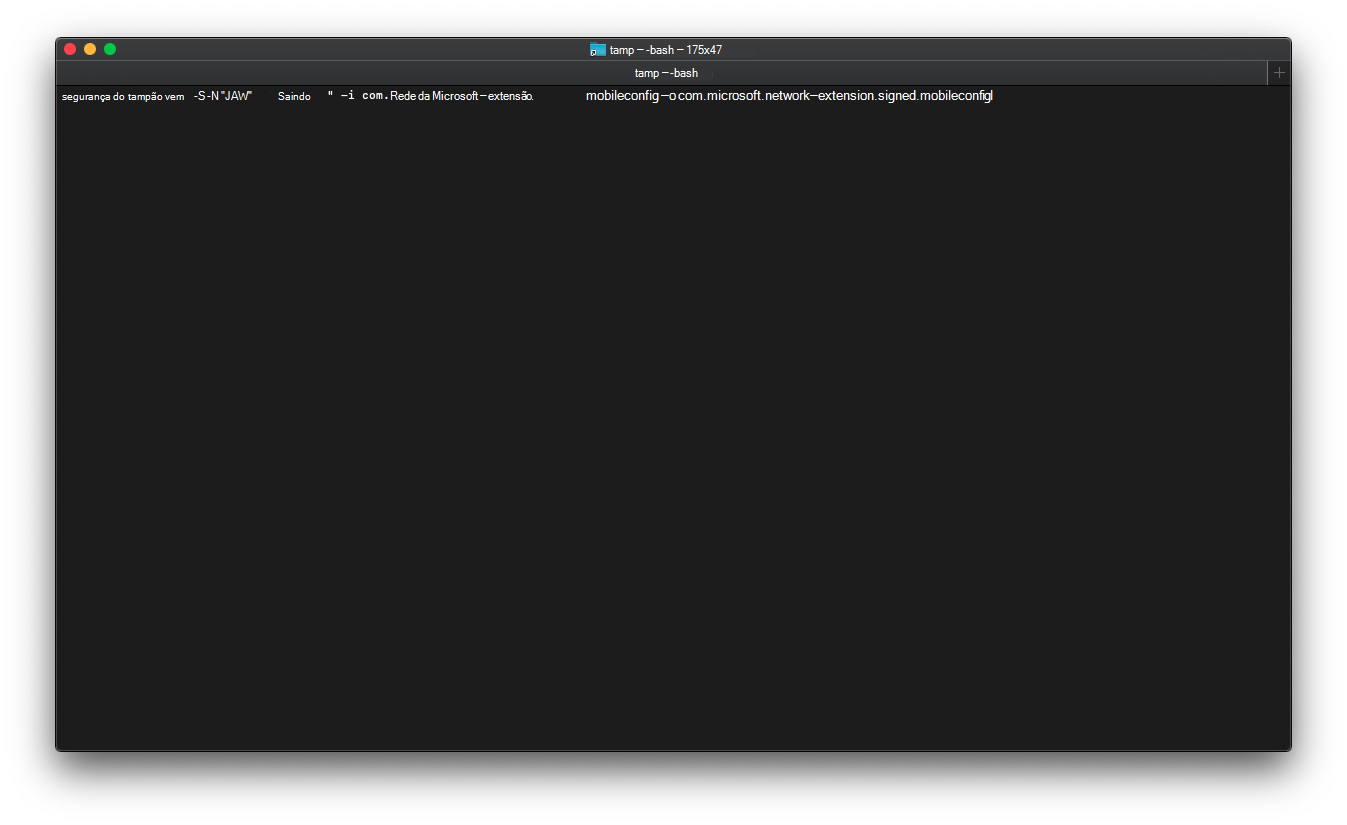 tamp – -bash – 175x47
tamp – -bash
segurança do tampão vem -S -N "JAW" Saindo " -i com.Rede da Microsoft-extensão. mobileconfig -o com.microsoft.network-extension.signed.mobileconfigl